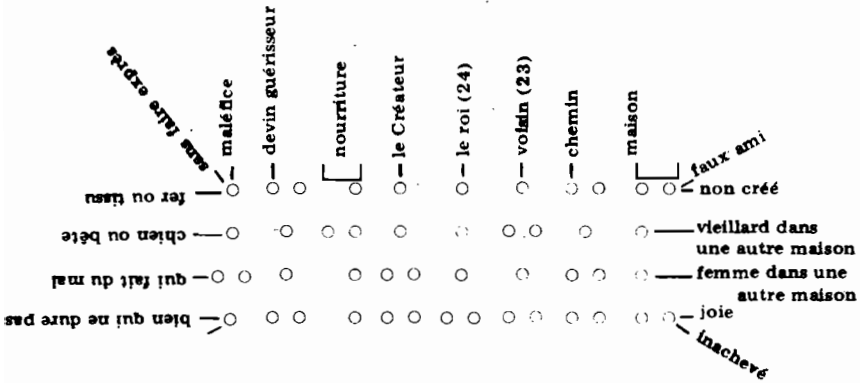 sans faire exprès
maléfice
devin guérisseur
nourriture
le Créateur
le roi (24)
voisin (23)
chemin
maison
faux ami
fer ou tissu
non créé
chien ou bête
vieillard dans
une autre maison
qui fait du mal
femme dans une
autre maison
bien qui ne dure pas
joie
inachevé